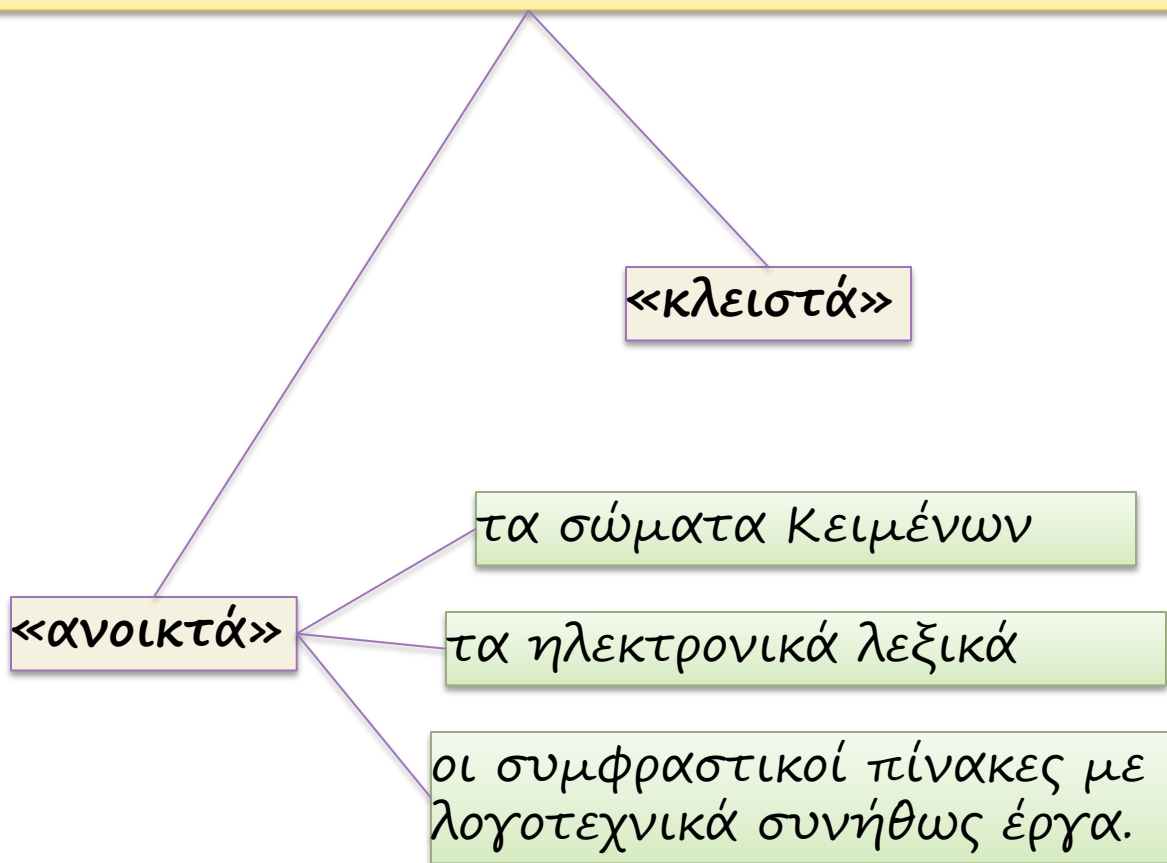 «κλειστά»
τα σώματα Κειμένων
«ανοικτά»
τα ηλεκτρονικά λεξικά
οι συμφραστικοί πίνακες με
λογοτεχνικά συνήθως έργα.